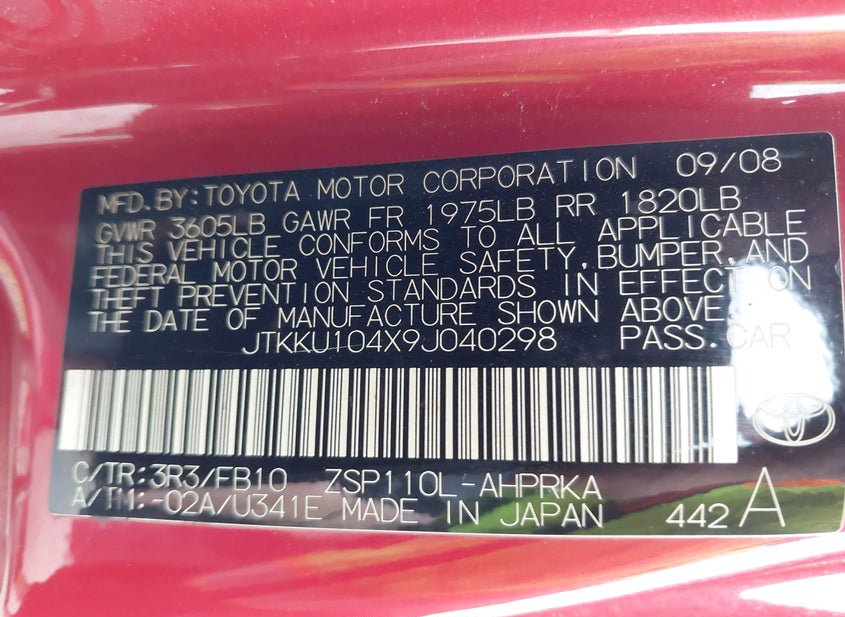 MFD. BY: TOYOTA MOTOR CORPORATION 09/08
GVWR 3605LB GAWR FR 1975LB RR 1820LB
THIS VEHICLE CONFORMS TO ALL APPLICABLE
FEDERAL MOTOR VEHICLE SAFETY, BUMPER, AND
THEFT PREVENTION STANDARDS IN EFFECT ON
THE DATE OF MANUFACTURE SHOWN ABOVE.
JTKKU104X9J040298 PASS. CAR
C/TR: 3R3/FB10 ZSP110L-AHPRKA
A/TM: -02A/U341E MADE IN JAPAN 442 A